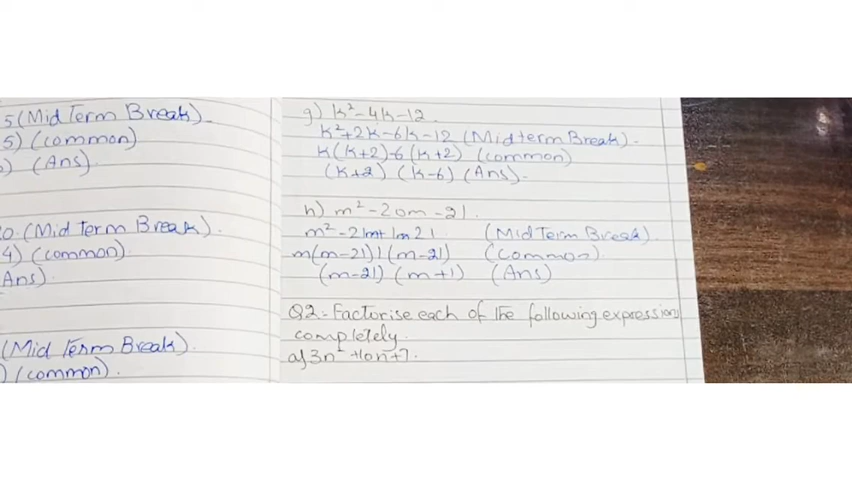 5 (Mid Term Break).
5) (common)
) (Ans).
0. (Mid term Break).
4) (common)
Ans).
(Mid Term Break).
) (common).
g) k² - 4k - 12.
k² + 2k - 6k - 12 (Midterm Break).
k(k+2) - 6(k+2) (common)
(k+2) (k-6) (Ans).
h) m² - 20m - 21.
m² - 21m + 1m 21 (Mid Term Break).
m(m-21) 1 (m-21) (common).
(m-21) (m+1) (Ans)
Q2. Factorise each of the following expressions
completely.
a) 3n² + 10n + 7.